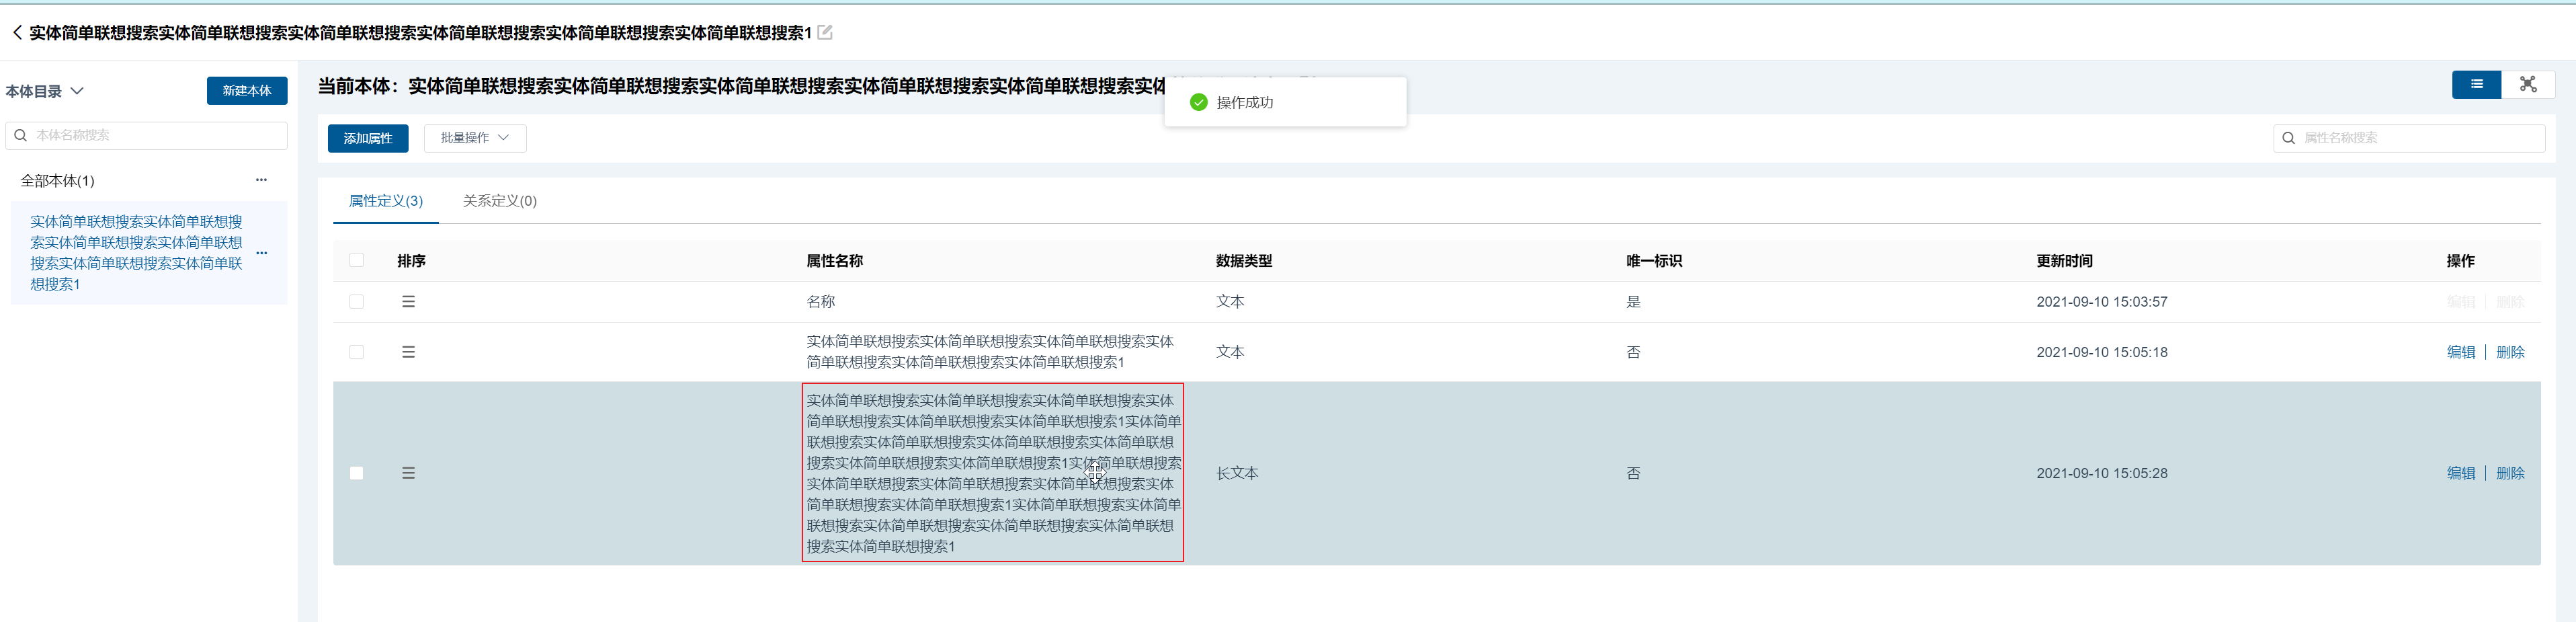 实体简单联想搜索实体简单联想搜索实体简单联想搜索实体简单联想搜索实体简单联想搜索实体简单联想搜索1
本体目录
新建本体
本体名称搜索
全部本体(1)
...
实体简单联想搜索实体简单联想搜
索实体简单联想搜索实体简单联想
搜索实体简单联想搜索实体简单联
想搜索1
...
当前本体：实体简单联想搜索实体简单联想搜索实体简单联想搜索实体简单联想搜索实体简单联想搜索实体
操作成功
添加属性
批量操作
属性名称搜索
属性定义(3)
关系定义(0)
排序 属性名称 数据类型 唯一标识 更新时间 操作
名称 文本 是 2021-09-10 15:03:57 编辑 | 删除
实体简单联想搜索实体简单联想搜索实体简单联想搜索实体
简单联想搜索实体简单联想搜索实体简单联想搜索1
文本 否 2021-09-10 15:05:18 编辑 | 删除
实体简单联想搜索实体简单联想搜索实体简单联想搜索实体
简单联想搜索实体简单联想搜索实体简单联想搜索1实体简单
联想搜索实体简单联想搜索实体简单联想搜索实体简单联想
搜索实体简单联想搜索实体简单联想搜索1实体简单联想搜索
实体简单联想搜索实体简单联想搜索实体简单联想搜索实体
简单联想搜索实体简单联想搜索1实体简单联想搜索实体简单
联想搜索实体简单联想搜索实体简单联想搜索实体简单联想
搜索实体简单联想搜索1
长文本 否 2021-09-10 15:05:28 编辑 | 删除